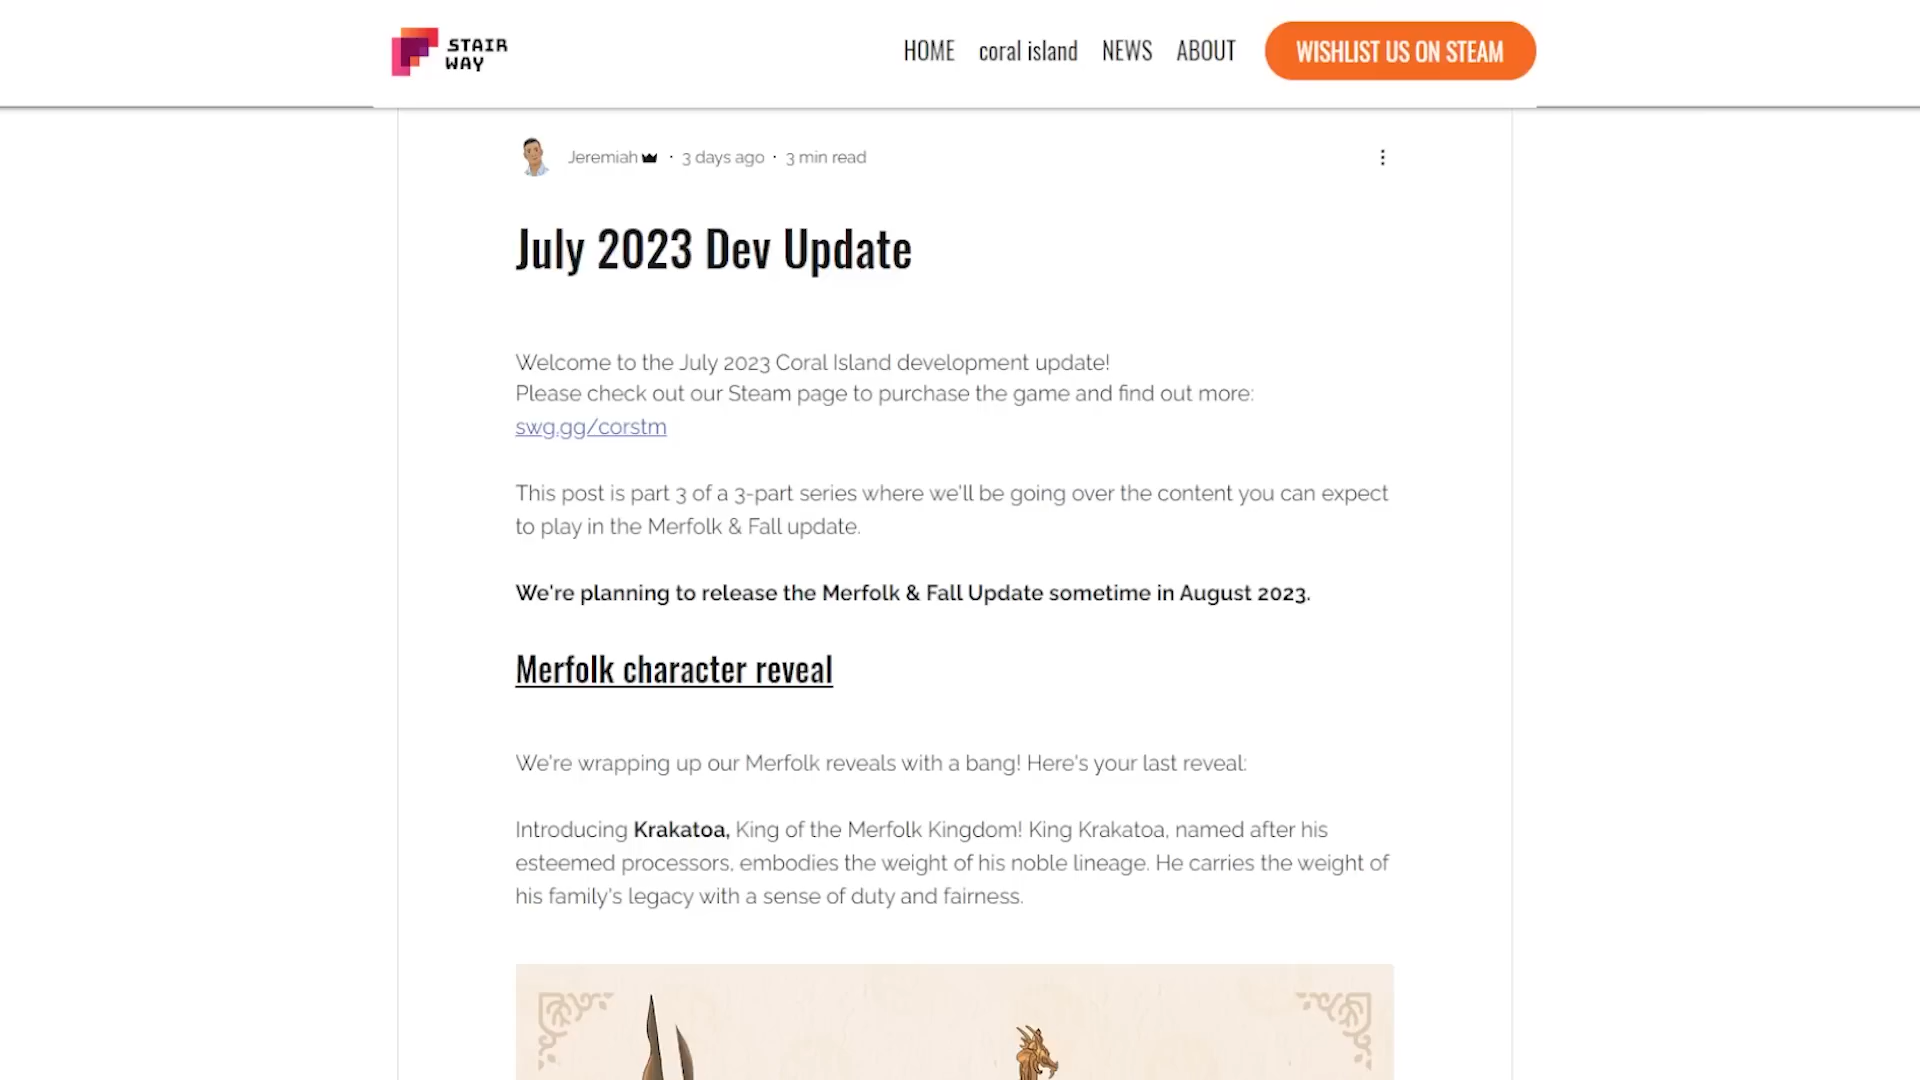 STAIR
WAY
HOME coral island NEWS ABOUT WISHLIST US ON STEAM
Jeremiah · 3 days ago · 3 min read
July 2023 Dev Update
Welcome to the July 2023 Coral Island development update!
Please check out our Steam page to purchase the game and find out more:
swg.gg/corstm
This post is part 3 of a 3-part series where we'll be going over the content you can expect
to play in the Merfolk & Fall update.
We're planning to release the Merfolk & Fall Update sometime in August 2023.
Merfolk character reveal
We're wrapping up our Merfolk reveals with a bang! Here's your last reveal:
Introducing Krakatoa, King of the Merfolk Kingdom! King Krakatoa, named after his
esteemed processors, embodies the weight of his noble lineage. He carries the weight of
his family's legacy with a sense of duty and fairness.